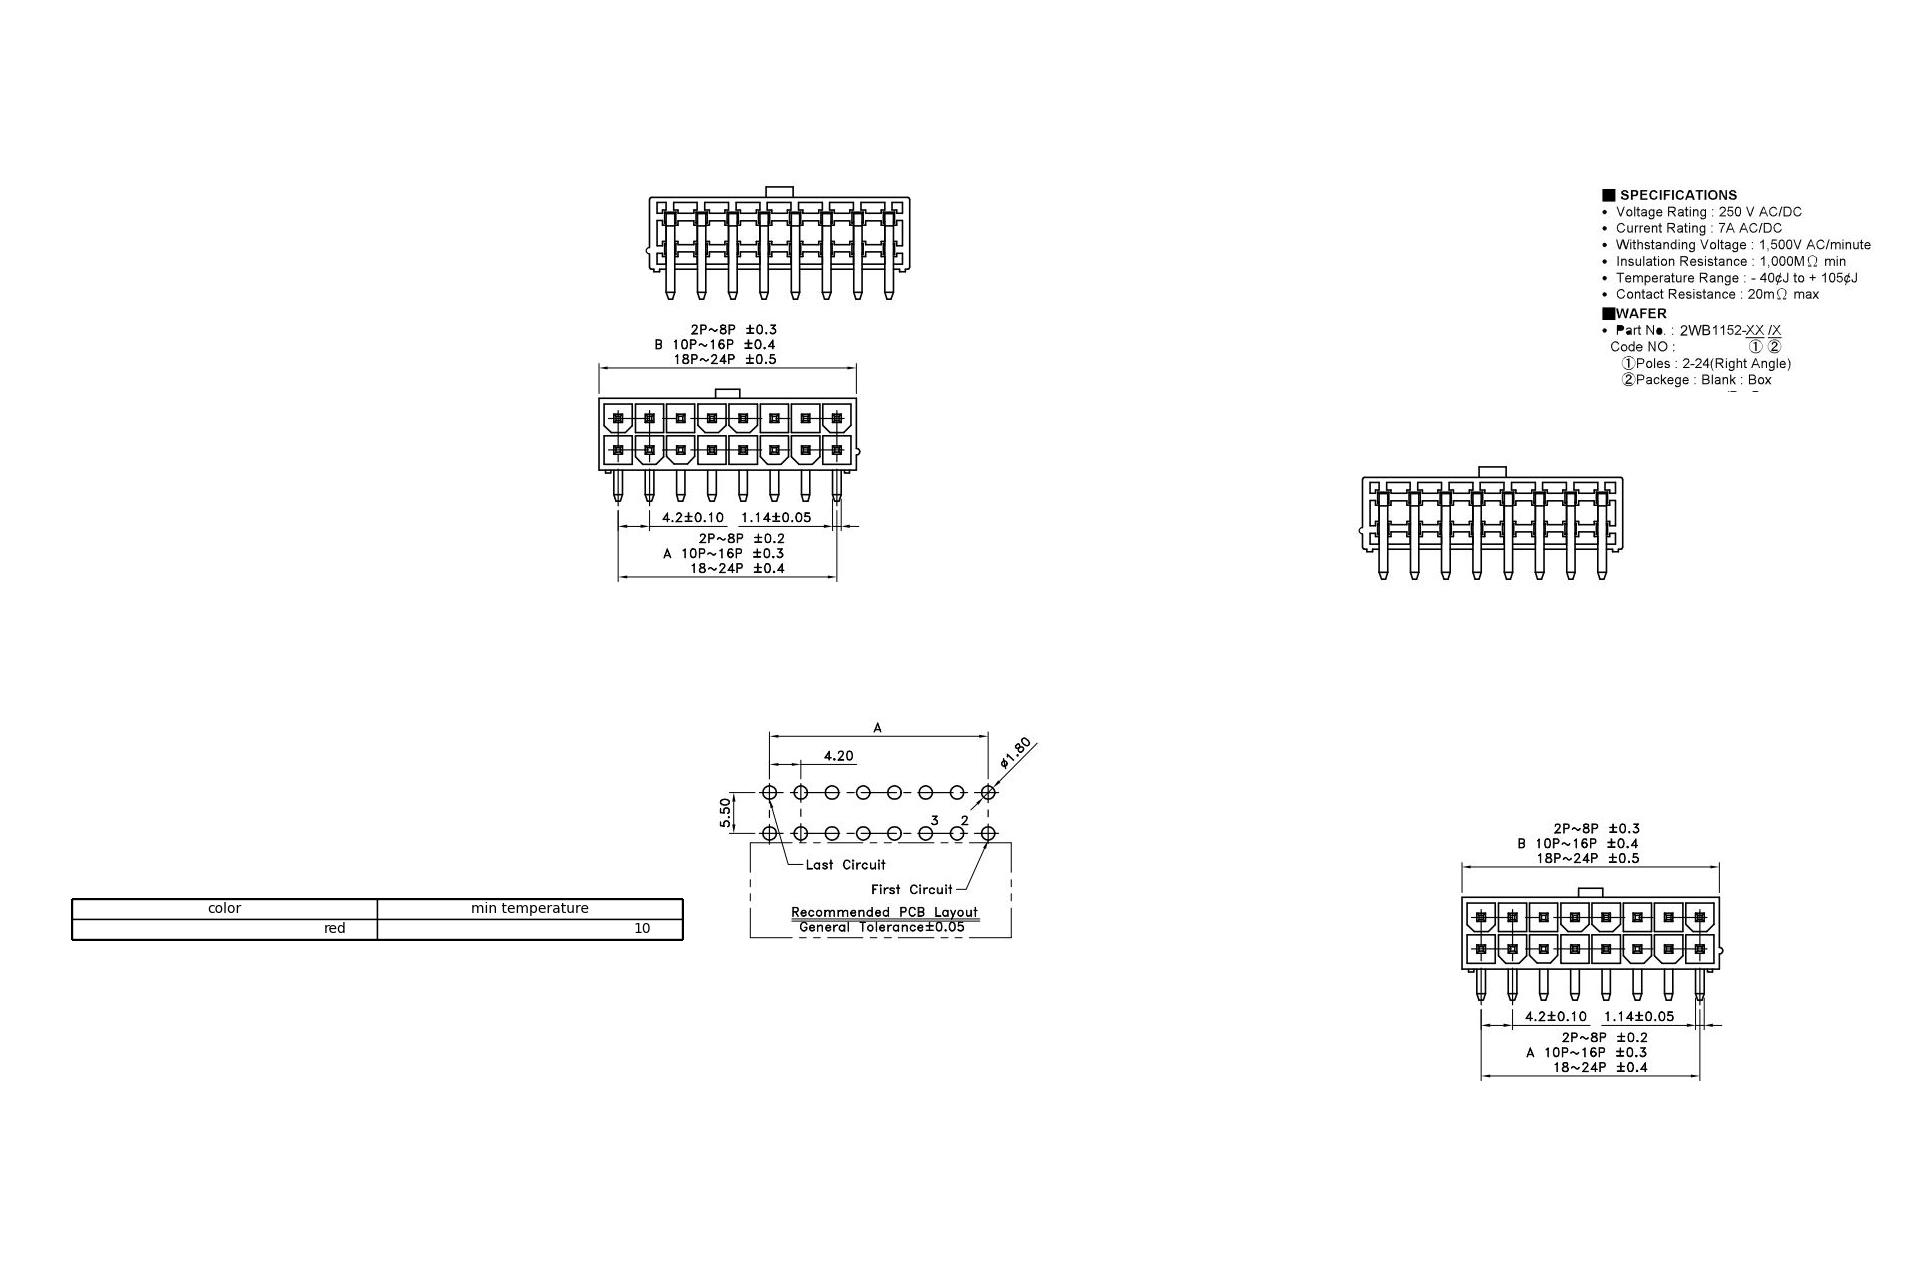 ■ SPECIFICATIONS
• Voltage Rating : 250 V AC/DC
• Current Rating : 7A AC/DC
• Withstanding Voltage : 1,500V AC/minute
• Insulation Resistance : 1,000MΩ min
• Temperature Range : - 40¢J to + 105¢J
• Contact Resistance : 20mΩ max
■WAFER
• Part No. : 2WB1152-XX /X
Code NO : ① ②
①Poles : 2-24(Right Angle)
②Packege : Blank : Box
2P~8P ±0.3
B 10P~16P ±0.4
18P~24P ±0.5
4.2±0.10 1.14±0.05
2P~8P ±0.2
A 10P~16P ±0.3
18~24P ±0.4
A
4.20
ø1.80
5.50
3 2
Last Circuit
First Circuit
Recommended PCB Layout
General Tolerance±0.05
color min temperature
red 10
2P~8P ±0.3
B 10P~16P ±0.4
18P~24P ±0.5
4.2±0.10 1.14±0.05
2P~8P ±0.2
A 10P~16P ±0.3
18~24P ±0.4